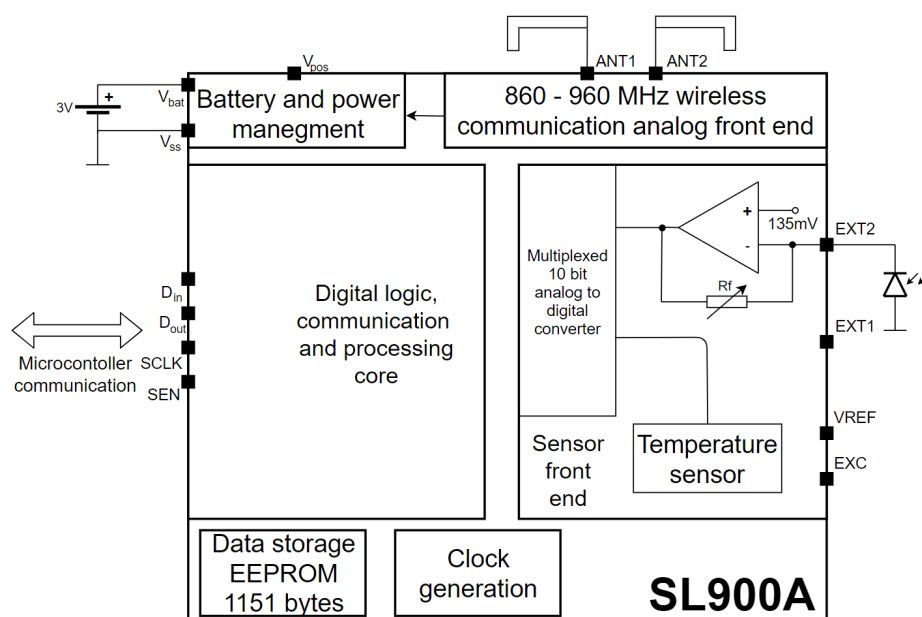 ANT1
ANT2
Vpos
3V
+
Vbat
Vss
Battery and power
manegment
860 - 960 MHz wireless
communication analog front end
+
135mV
-
Rf
EXT2
Multiplexed
10 bit
analog to
digital
converter
EXT1
Din
Dout
SCLK
SEN
Microcontoller
communication
Digital logic,
communication
and processing
core
VREF
EXC
Sensor
front
end
Temperature
sensor
Data storage
EEPROM
1151 bytes
Clock
generation
SL900A